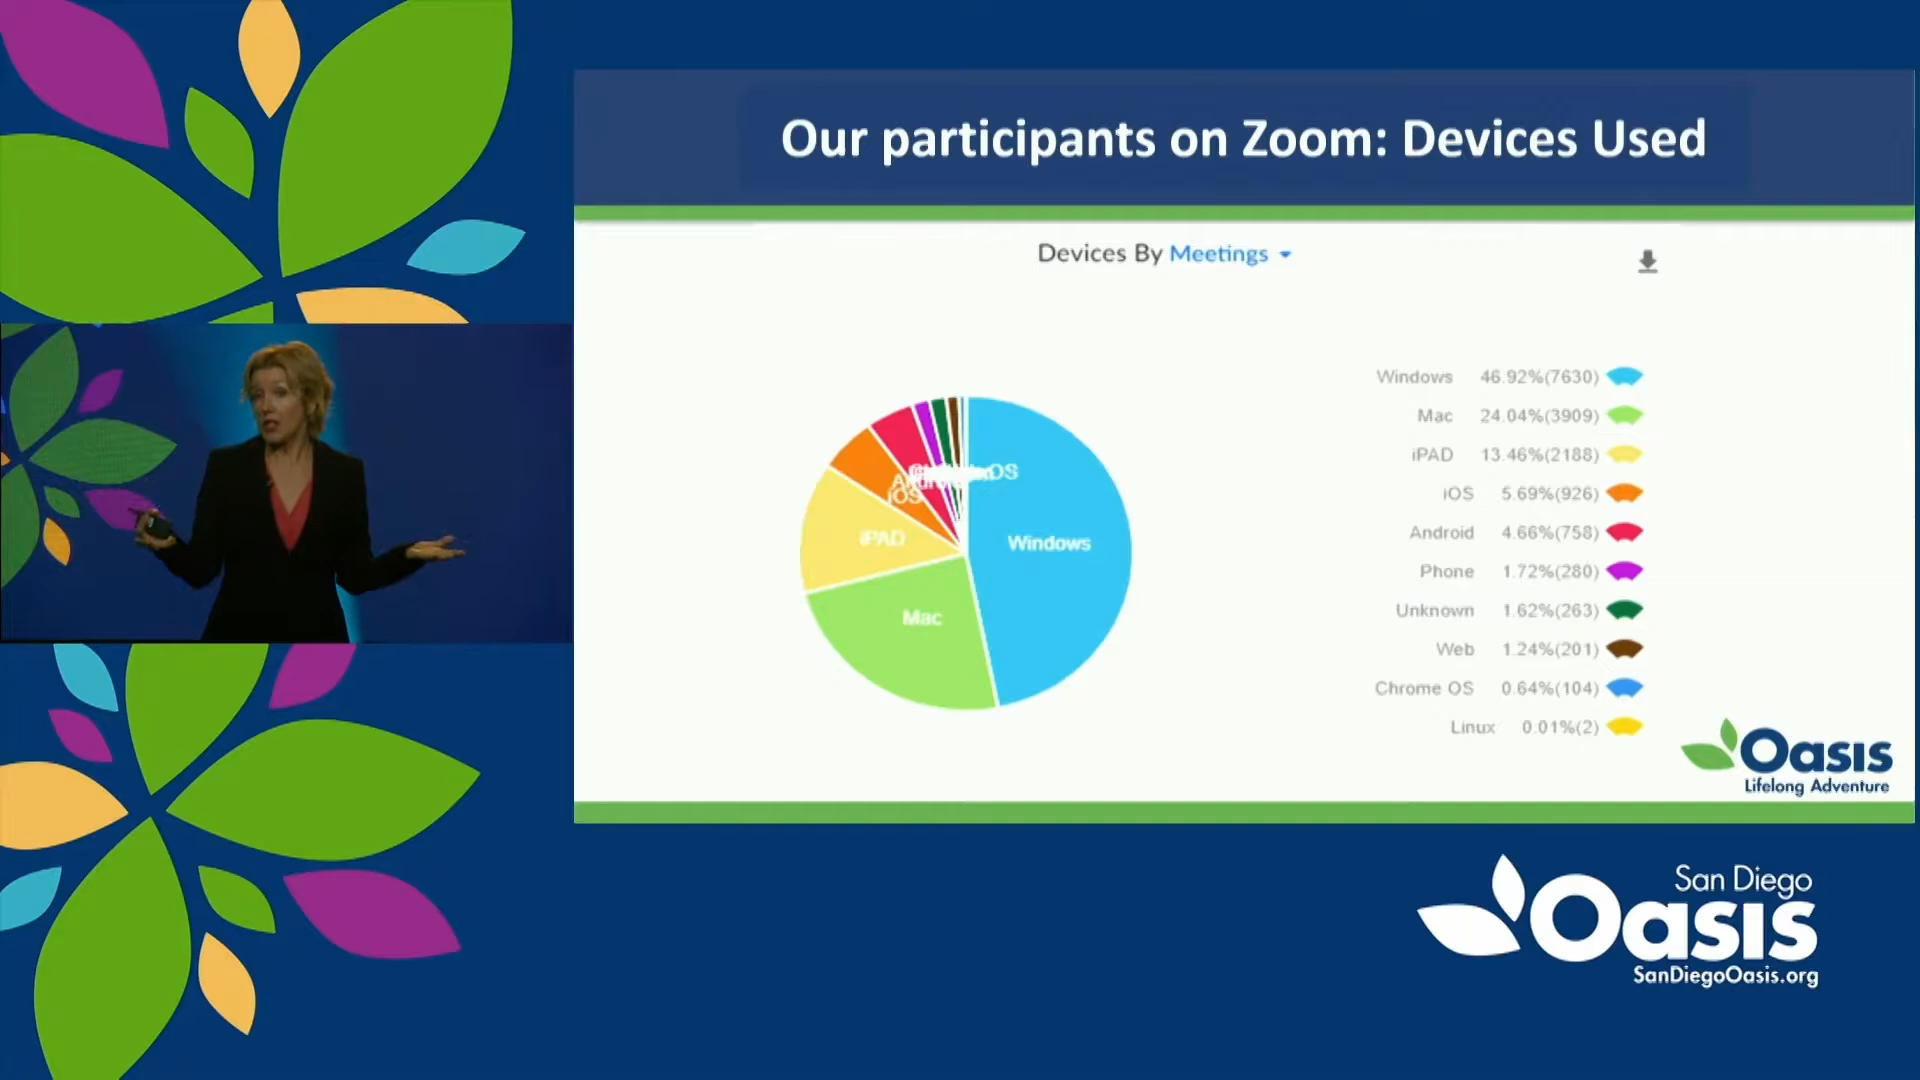 Our participants on Zoom: Devices Used
Devices By Meetings
Windows 46.92%(7630)
Mac 24.04%(3909)
iPAD 13.46%(2188)
iOS 5.69%(926)
Android 4.66%(758)
Phone 1.72%(280)
Unknown 1.62%(263)
Web 1.24%(201)
Chrome OS 0.64%(104)
Linux 0.01%(2)
iOS
iPAD
Windows
Mac
Oasis
Lifelong Adventure
San Diego
Oasis
SanDiegoOasis.org